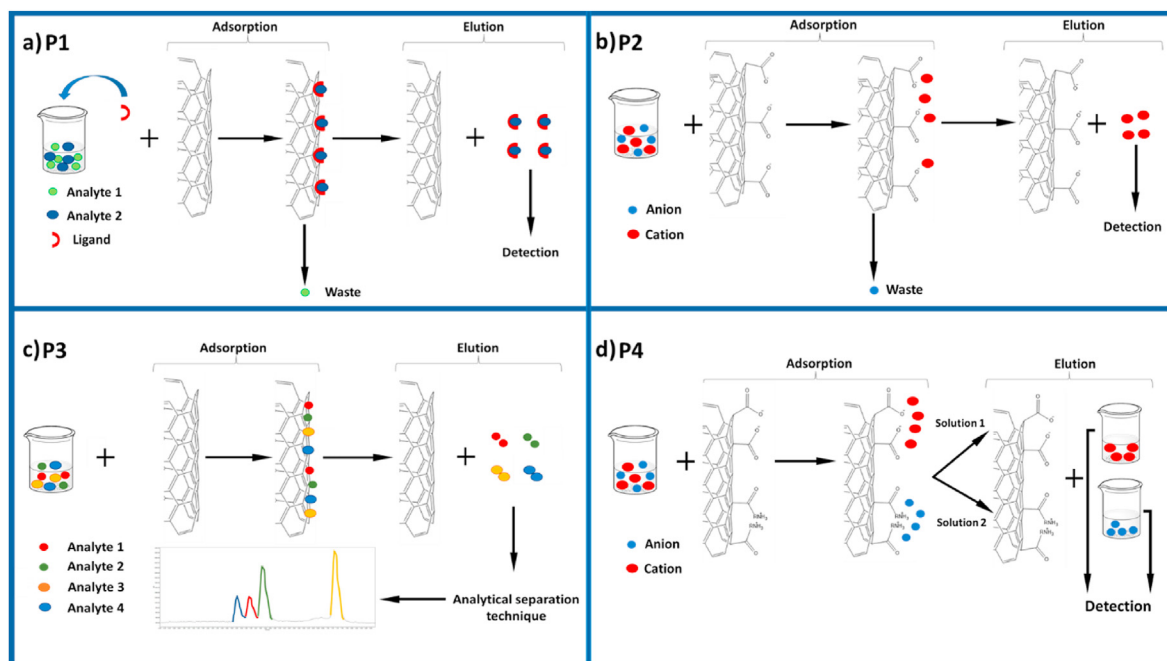 a) P1
Adsorption
Elution
Analyte 1
Analyte 2
Ligand
Detection
Waste
b) P2
Adsorption
Elution
Anion
Cation
Detection
Waste
c) P3
Adsorption
Elution
Analyte 1
Analyte 2
Analyte 3
Analyte 4
Analytical separation
technique
d) P4
Adsorption
Elution
Solution 1
Solution 2
Anion
Cation
Detection